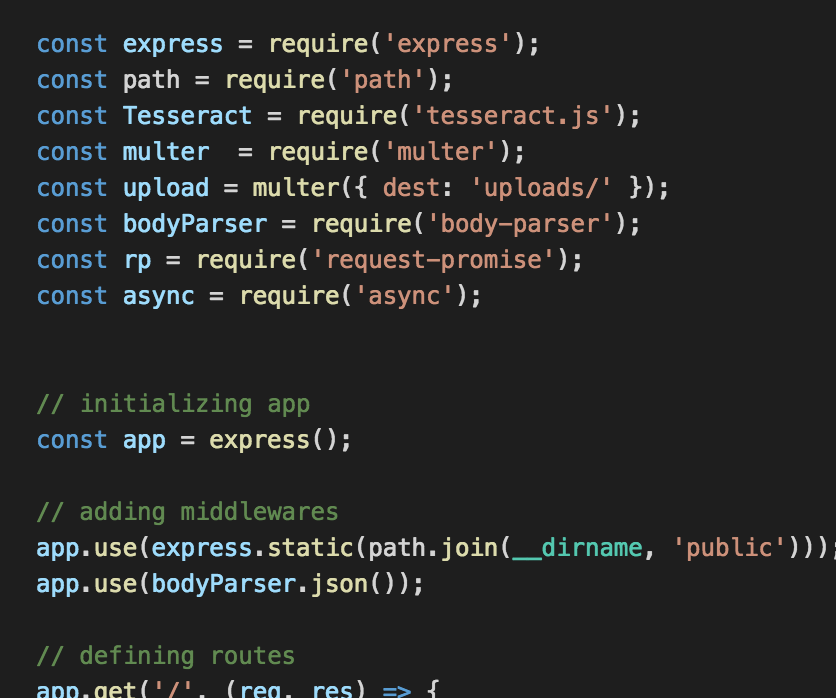 const express = require('express');
const path = require('path');
const Tesseract = require('tesseract.js');
const multer  = require('multer');
const upload = multer({ dest: 'uploads/' });
const bodyParser = require('body-parser');
const rp = require('request-promise');
const async = require('async');
// initializing app
const app = express();
// adding middlewares
app.use(express.static(path.join(__dirname, 'public')));
app.use(bodyParser.json());
// defining routes
app.get('/', (req, res) => {